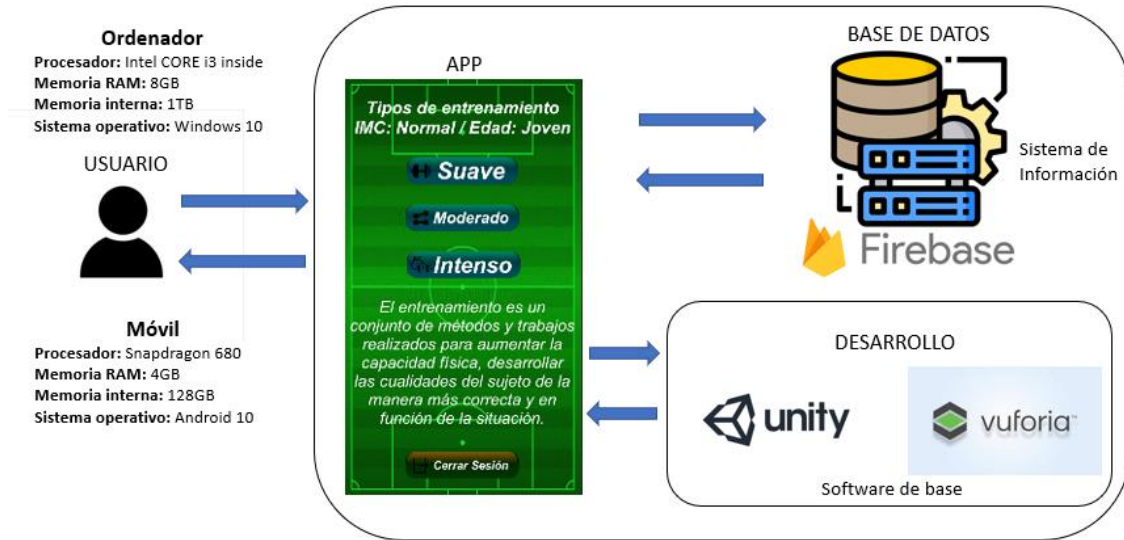 Ordenador
Procesador: Intel CORE i3 inside
Memoria RAM: 8GB
Memoria interna: 1TB
Sistema operativo: Windows 10
USUARIO
Móvil
Procesador: Snapdragon 680
Memoria RAM: 4GB
Memoria interna: 128GB
Sistema operativo: Android 10
APP
Tipos de entrenamiento
IMC: Normal / Edad: Joven
Suave
Moderado
Intenso
El entrenamiento es un
conjunto de métodos y trabajos
realizados para aumentar la
capacidad física, desarrollar
las cualidades del sujeto de la
manera más correcta y en
función de la situación.
Cerrar Sesión
BASE DE DATOS
Sistema de
Información
Firebase
DESARROLLO
unity
vuforia™
Software de base